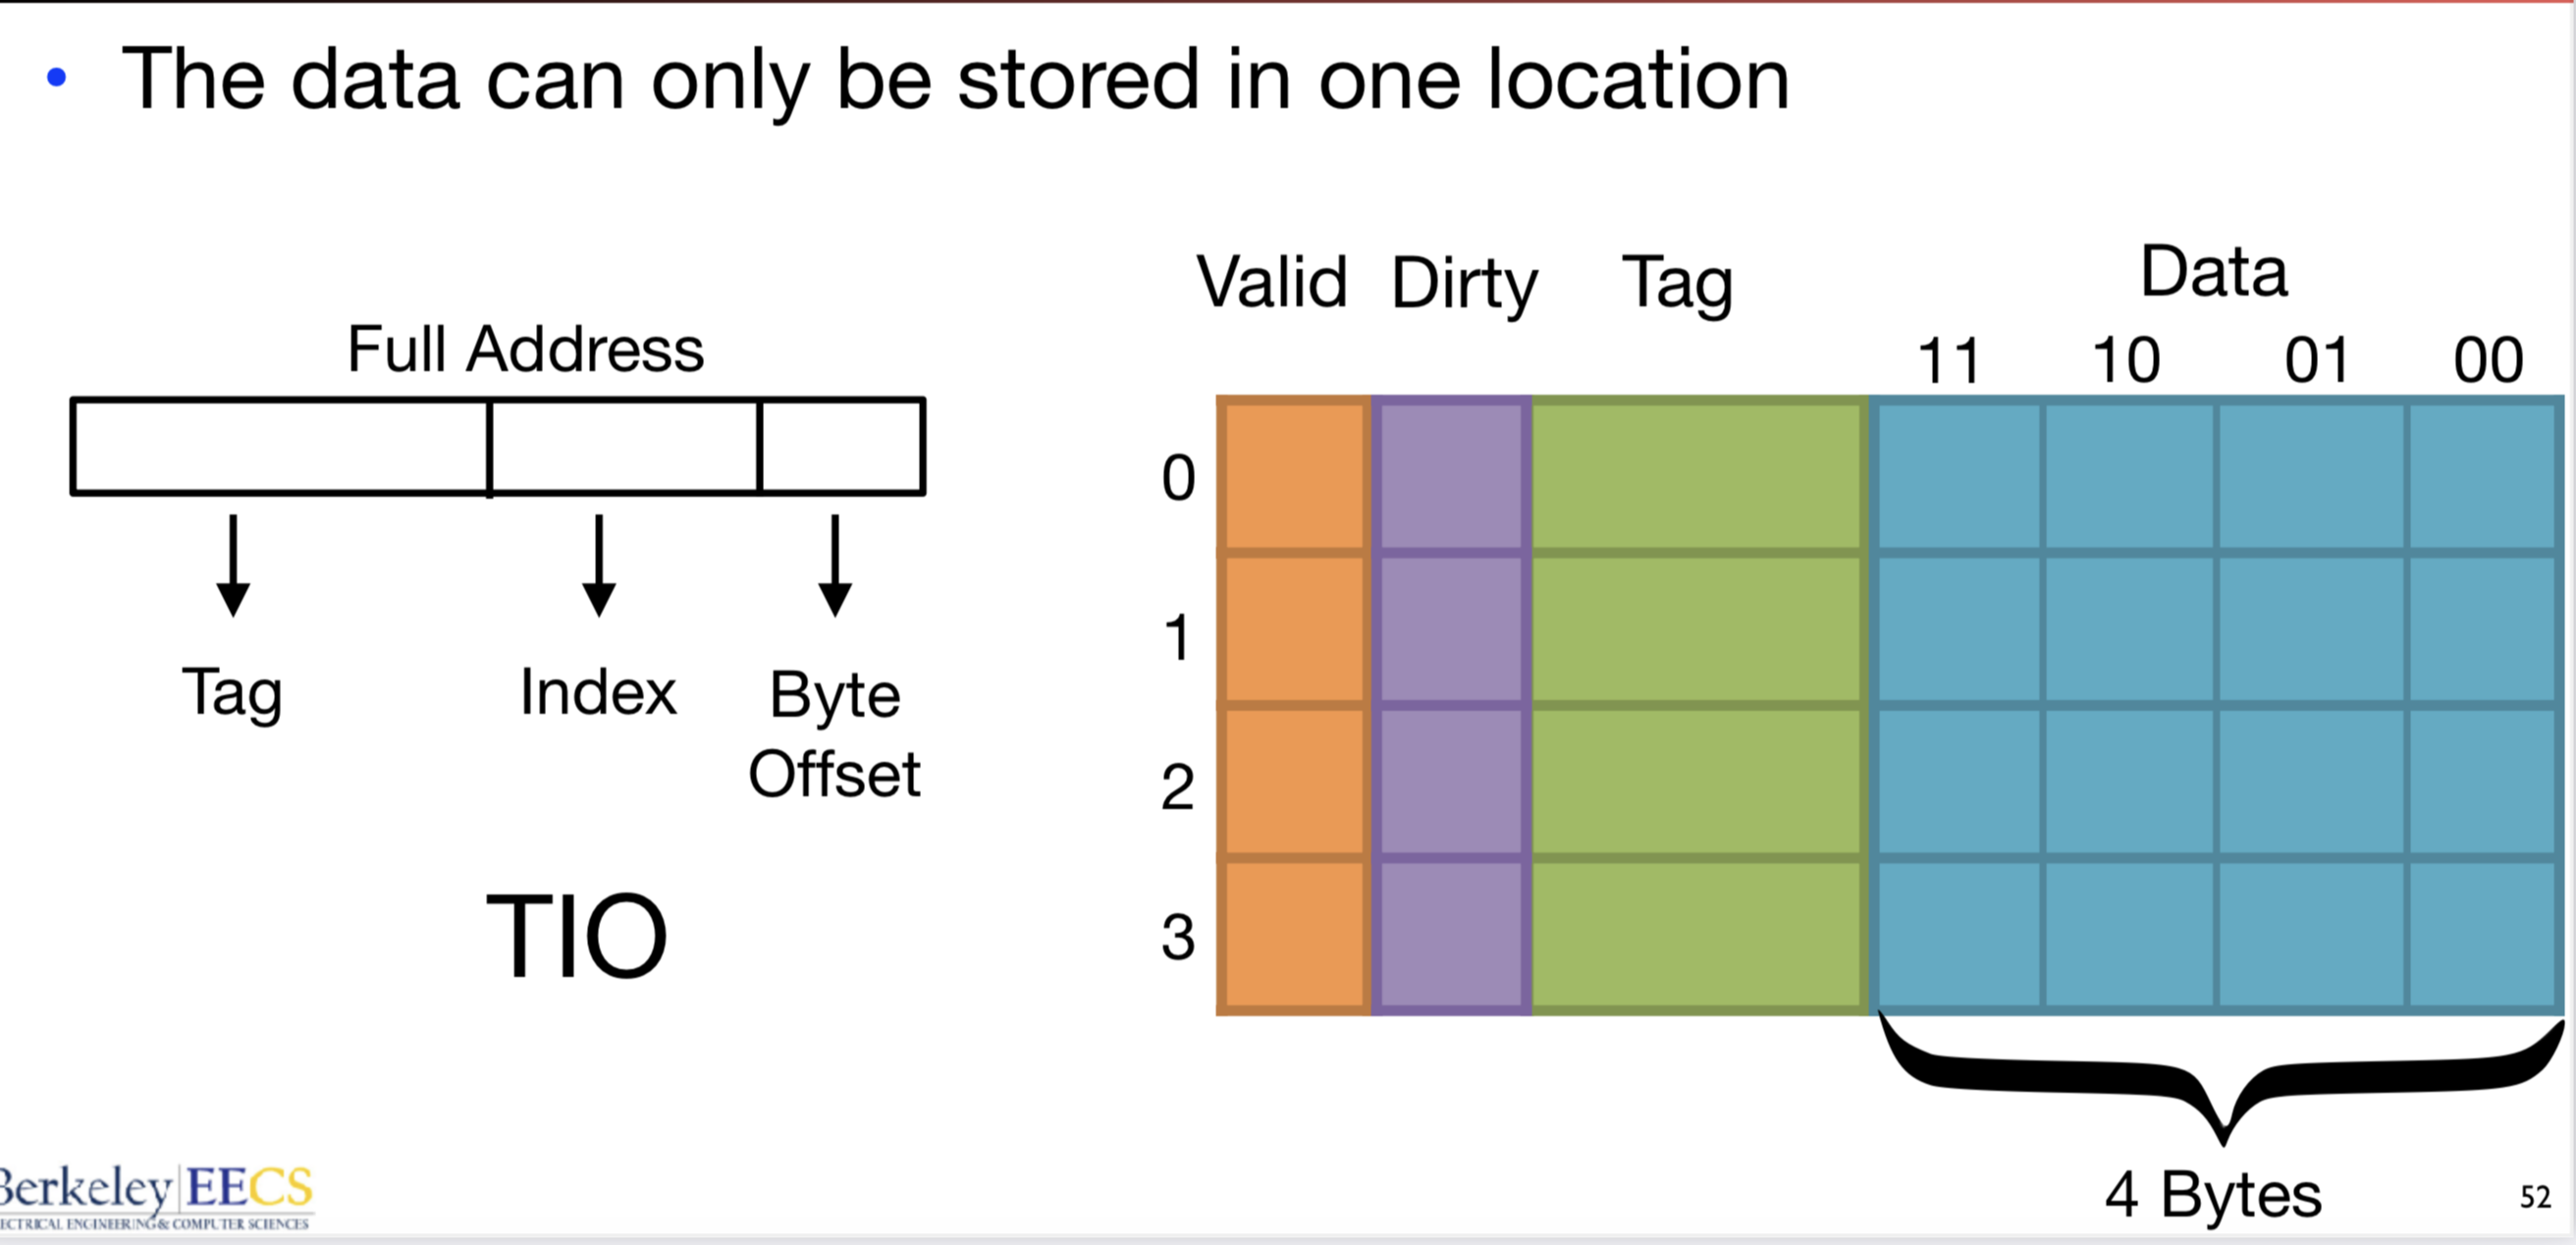 • The data can only be stored in one location
Full Address
Tag
Index
Byte
Offset
TIO
Valid Dirty Tag
Data
11 10 01 00
0
1
2
3
4 Bytes
Berkeley EECS
ECTRICAL ENGINEERING & COMPUTER SCIENCES
52